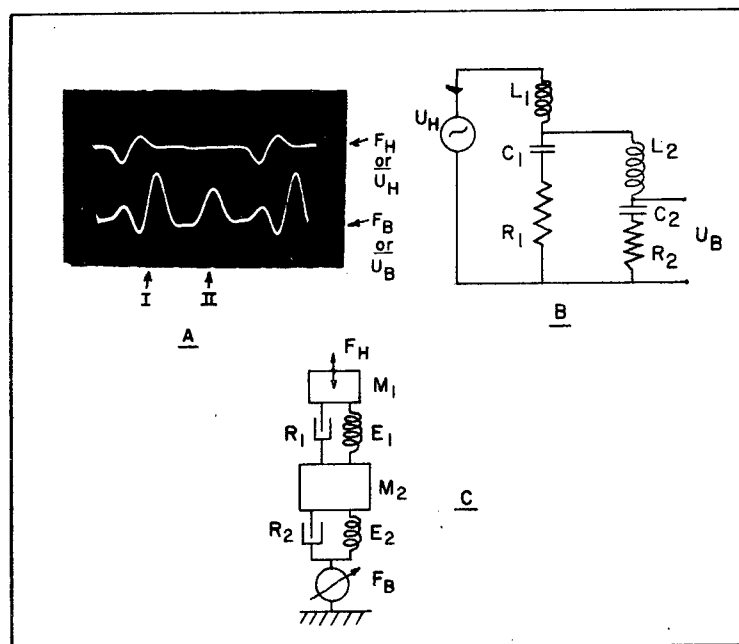 F_H
or
U_H
F_B
or
U_B
I
II
A
U_H
L_1
C_1
R_1
L_2
C_2
R_2
U_B
B
F_H
M_1
R_1
E_1
M_2
R_2
E_2
F_B
C